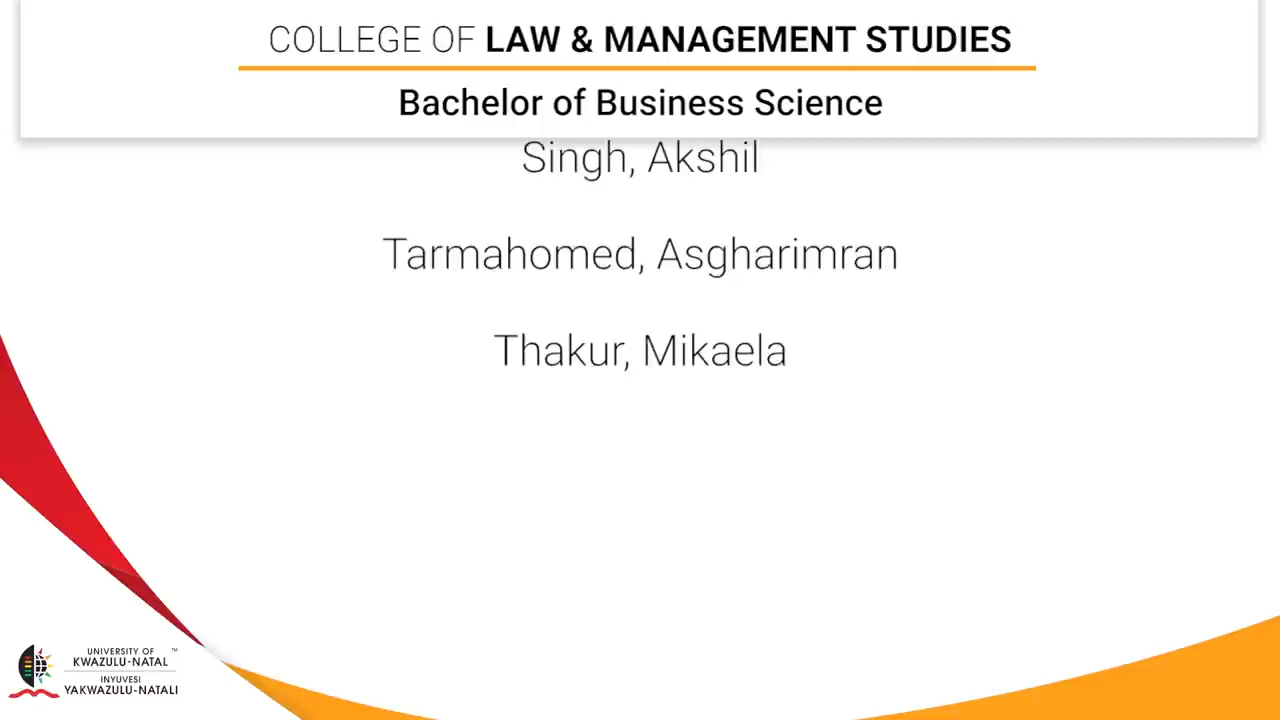 COLLEGE OF LAW & MANAGEMENT STUDIES
Bachelor of Business Science
Singh, Akshil
Tarmahomed, Asgharimran
Thakur, Mikaela
UNIVERSITY OF ™
KWAZULU-NATAL
INYUVESI
YAKWAZULU-NATALI